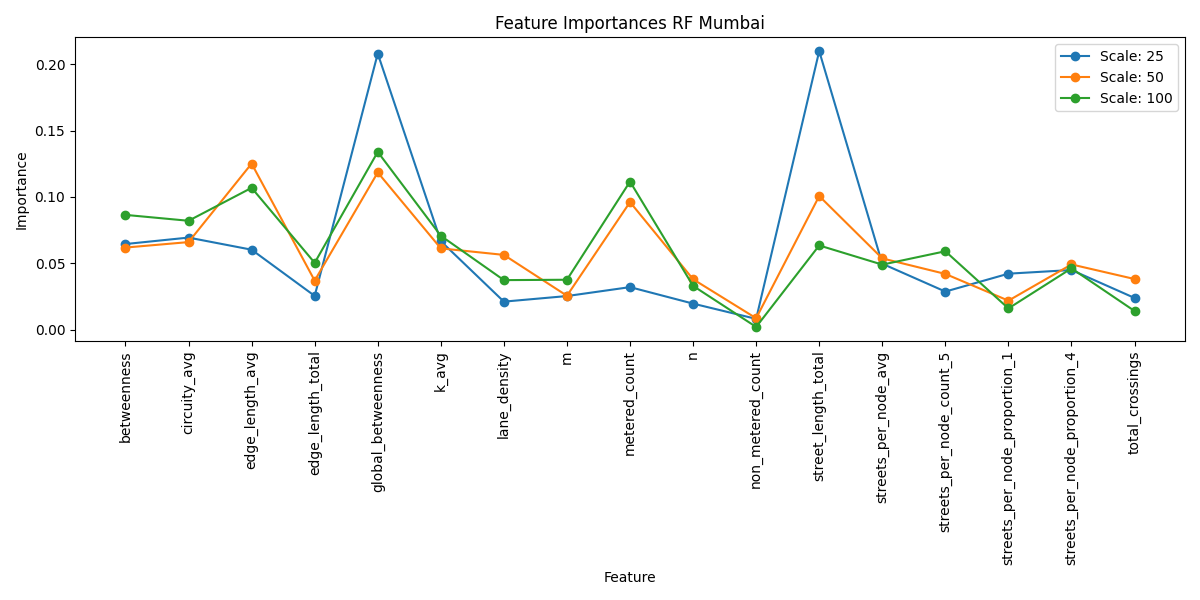 Feature Importances RF Mumbai
Scale: 25
Scale: 50
Scale: 100
Importance
0.20
0.15
0.10
0.05
0.00
betweenness
circuity_avg
edge_length_avg
edge_length_total
global_betweenness
k_avg
lane_density
m
metered_count
n
non_metered_count
street_length_total
streets_per_node_avg
streets_per_node_count_5
streets_per_node_proportion_1
streets_per_node_proportion_4
total_crossings
Feature